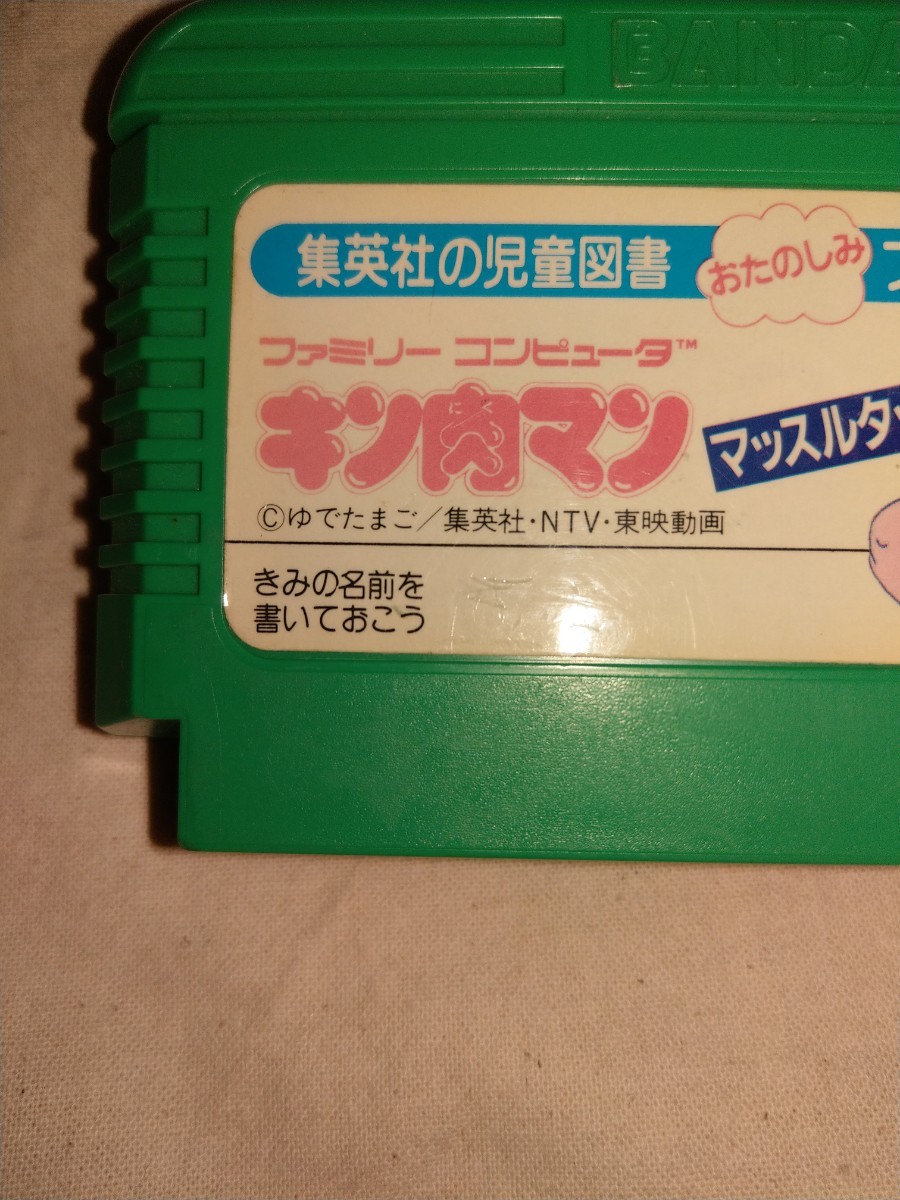 BANDA
集英社の児童図書 おたのしみ
ファミリー コンピュータ™
キン肉マン
にく
マッスルタッ
©ゆでたまご／集英社・NTV・東映動画
きみの名前を
書いておこう